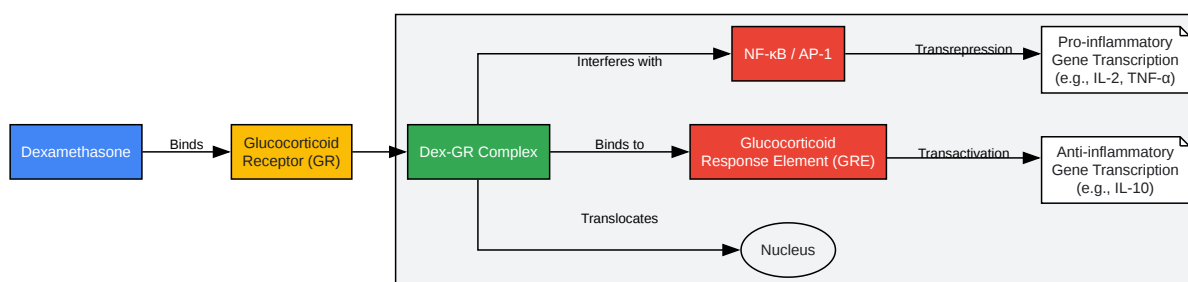 Dexamethasone
Binds
Glucocorticoid
Receptor (GR)
Dex-GR Complex
Interferes with
NF-κB / AP-1
Transrepression
Pro-inflammatory
Gene Transcription
(e.g., IL-2, TNF-α)
Binds to
Glucocorticoid
Response Element (GRE)
Transactivation
Anti-inflammatory
Gene Transcription
(e.g., IL-10)
Translocates
Nucleus